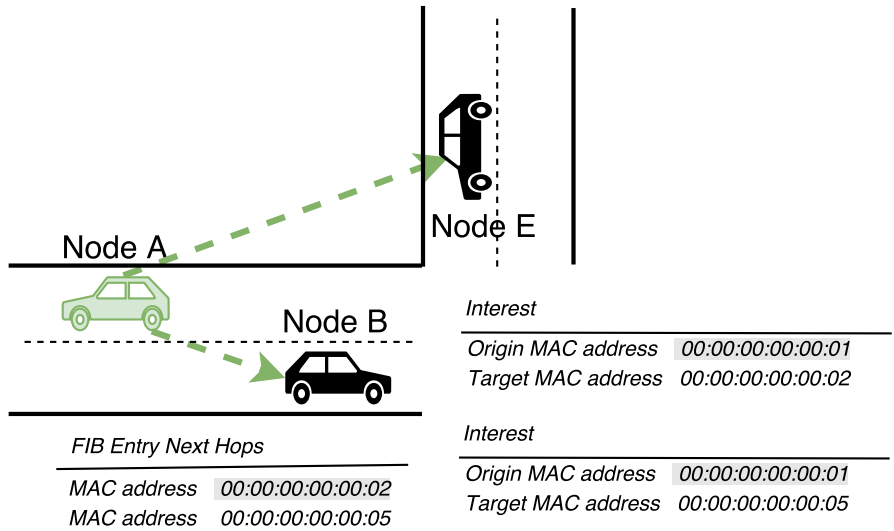 Node E
Node A
Node B
Interest
Origin MAC address 00:00:00:00:00:01
Target MAC address 00:00:00:00:00:02
FIB Entry Next Hops
MAC address 00:00:00:00:00:02
MAC address 00:00:00:00:00:05
Interest
Origin MAC address 00:00:00:00:00:01
Target MAC address 00:00:00:00:00:05